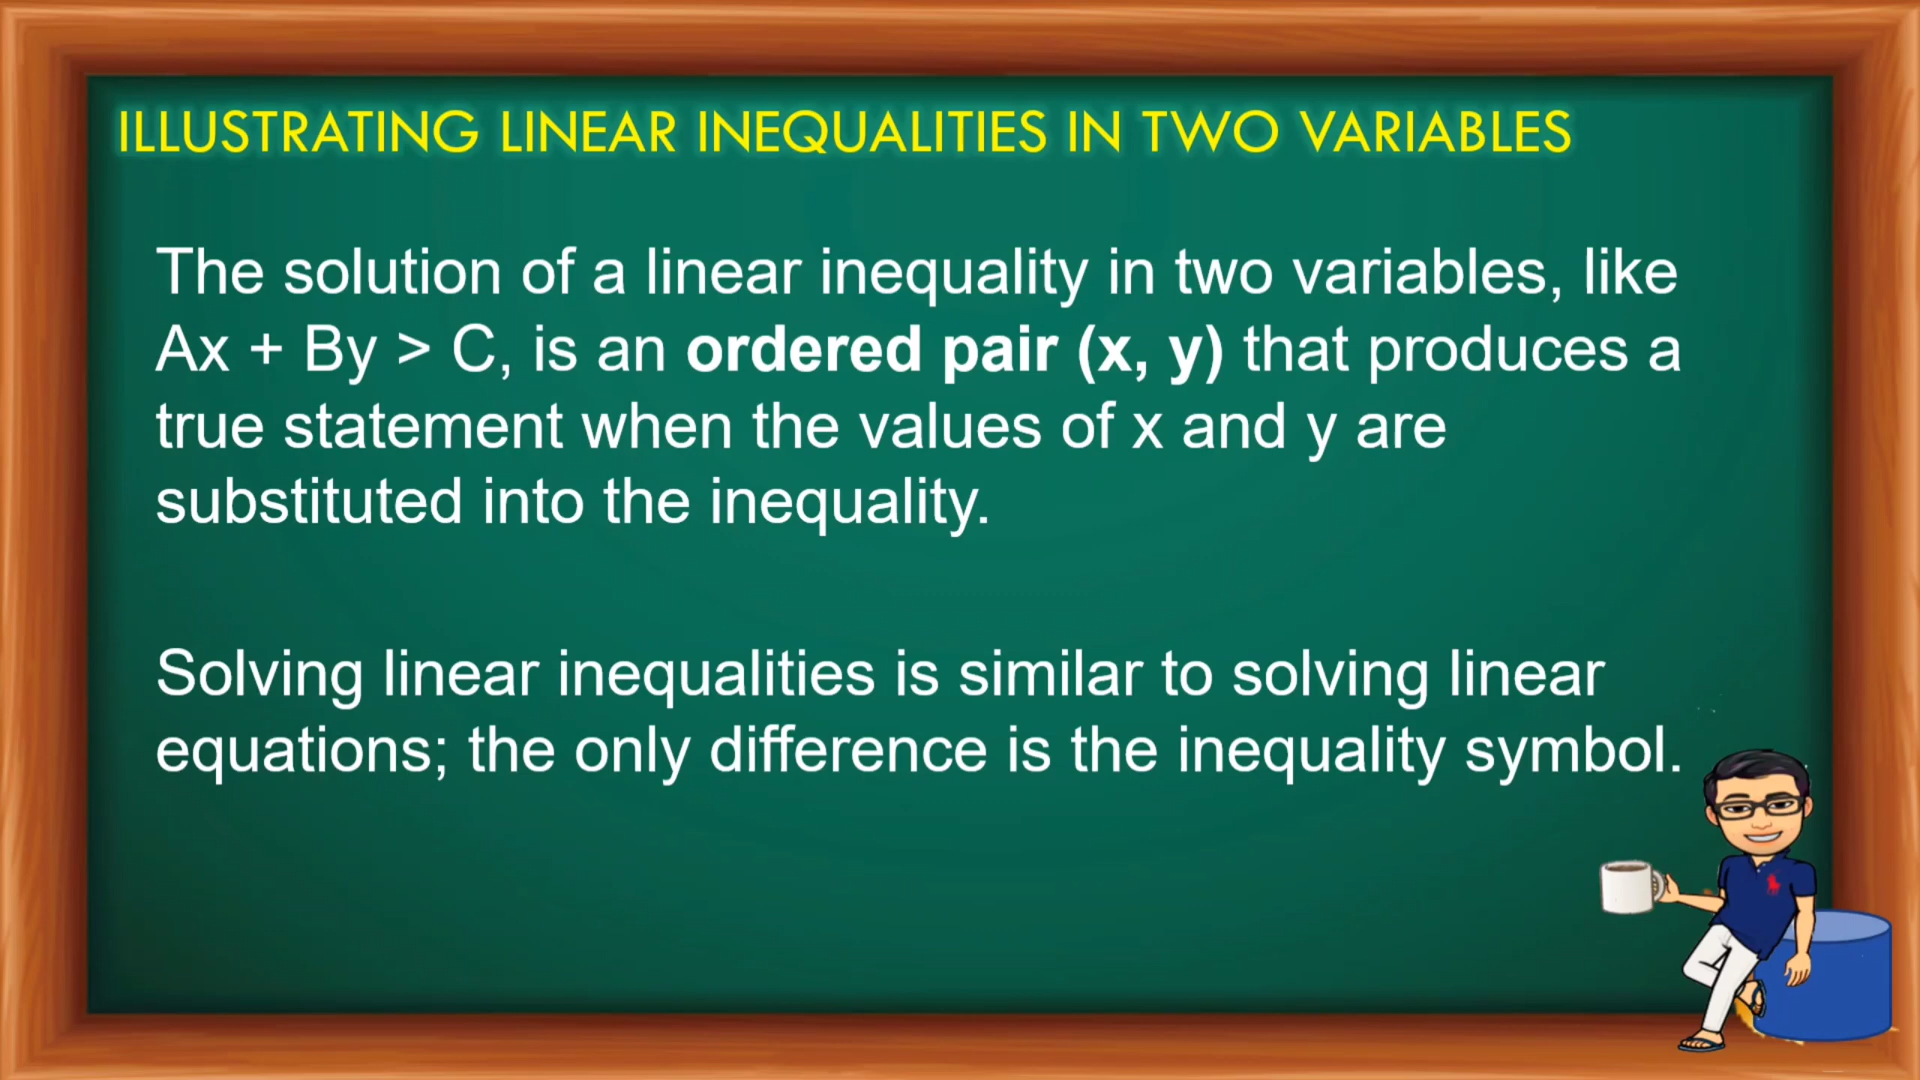 ILLUSTRATING LINEAR INEQUALITIES IN TWO VARIABLES
The solution of a linear inequality in two variables, like
Ax + By > C, is an ordered pair (x, y) that produces a
true statement when the values of x and y are
substituted into the inequality.
Solving linear inequalities is similar to solving linear
equations; the only difference is the inequality symbol.